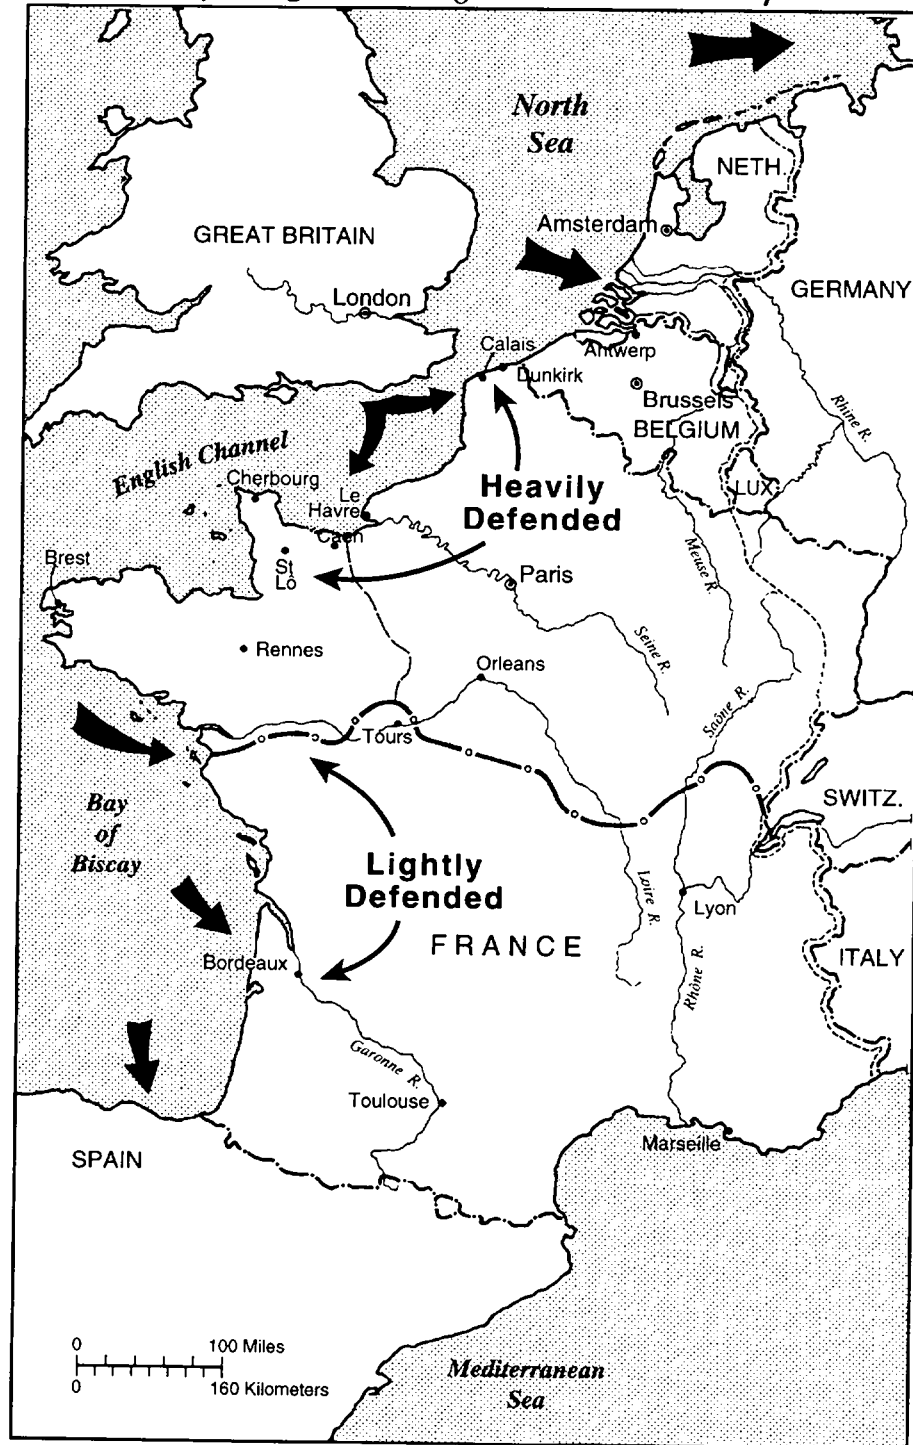 North
Sea
NETH.
Amsterdam
GREAT BRITAIN
GERMANY
London
Calais
Antwerp
Dunkirk
Brussels
BELGIUM
Rhine R.
English Channel
Cherbourg
Le
Havre
Heavily
Defended
LUX.
Caen
St
Lô
Brest
Paris
Meuse R.
Rennes
Seine R.
Orleans
Saône R.
Tours
SWITZ.
Bay
of
Biscay
Lightly
Defended
Loire R.
Lyon
FRANCE
ITALY
Bordeaux
Rhône R.
Garonne R.
Toulouse
Marseille
SPAIN
0 100 Miles
0 160 Kilometers
Mediterranean
Sea